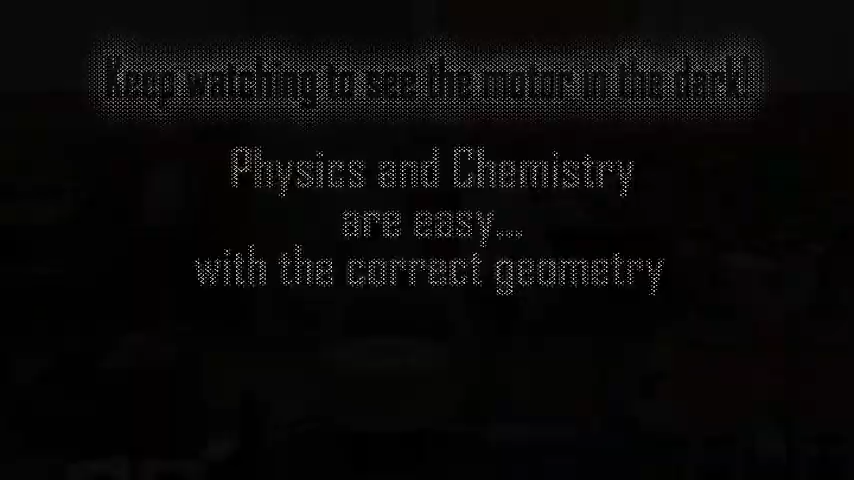 Keep watching to see the motor in the dark!
Physics and Chemistry
are easy...
with the correct geometry